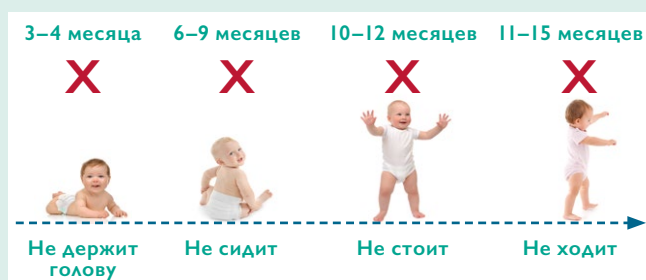 3–4 месяца
6–9 месяцев
10–12 месяцев
11–15 месяцев
X
X
X
X
Не держит
голову
Не сидит
Не стоит
Не ходит